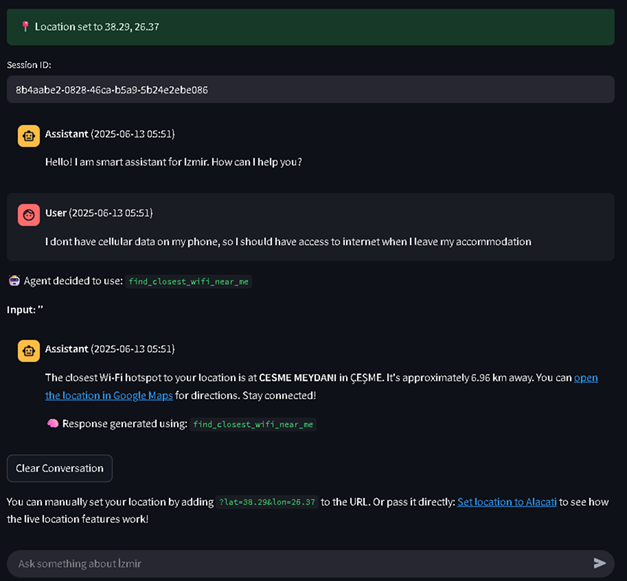 📍 Location set to 38.29, 26.37
Session ID:
8b4aabe2-0828-46ca-b5a9-5b24e2ebe086
Assistant (2025-06-13 05:51)
Hello! I am smart assistant for Izmir. How can I help you?
User (2025-06-13 05:51)
I dont have cellular data on my phone, so I should have access to internet when I leave my accommodation
Agent decided to use: find_closest_wifi_near_me
Input: ''
Assistant (2025-06-13 05:51)
The closest Wi-Fi hotspot to your location is at CESME MEYDANI in ÇEŞME. It's approximately 6.96 km away. You can open
the location in Google Maps for directions. Stay connected!
🧠 Response generated using: find_closest_wifi_near_me
Clear Conversation
You can manually set your location by adding ?lat=38.29&lon=26.37 to the URL. Or pass it directly: Set location to Alacati to see how
the live location features work!
Ask something about İzmir